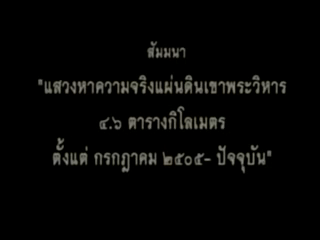 สัมมนา
"แสวงหาความจริงแผ่นดินเขาพระวิหาร
๔.๖ ตารางกิโลเมตร
ตั้งแต่ กรกฎาคม ๒๕๐๕- ปัจจุบัน"